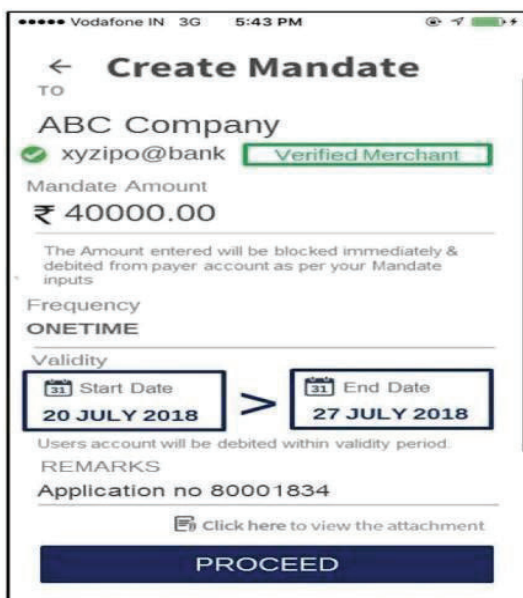 Vodafone IN 3G 5:43 PM
← Create Mandate
TO
ABC Company
xyzipo@bank Verified Merchant
Mandate Amount
₹ 40000.00
The Amount entered will be blocked immediately &
debited from payer account as per your Mandate
inputs
Frequency
ONETIME
Validity
31 Start Date > 31 End Date
20 JULY 2018 27 JULY 2018
Users account will be debited within validity period.
REMARKS
Application no 80001834
Click here to view the attachment
PROCEED